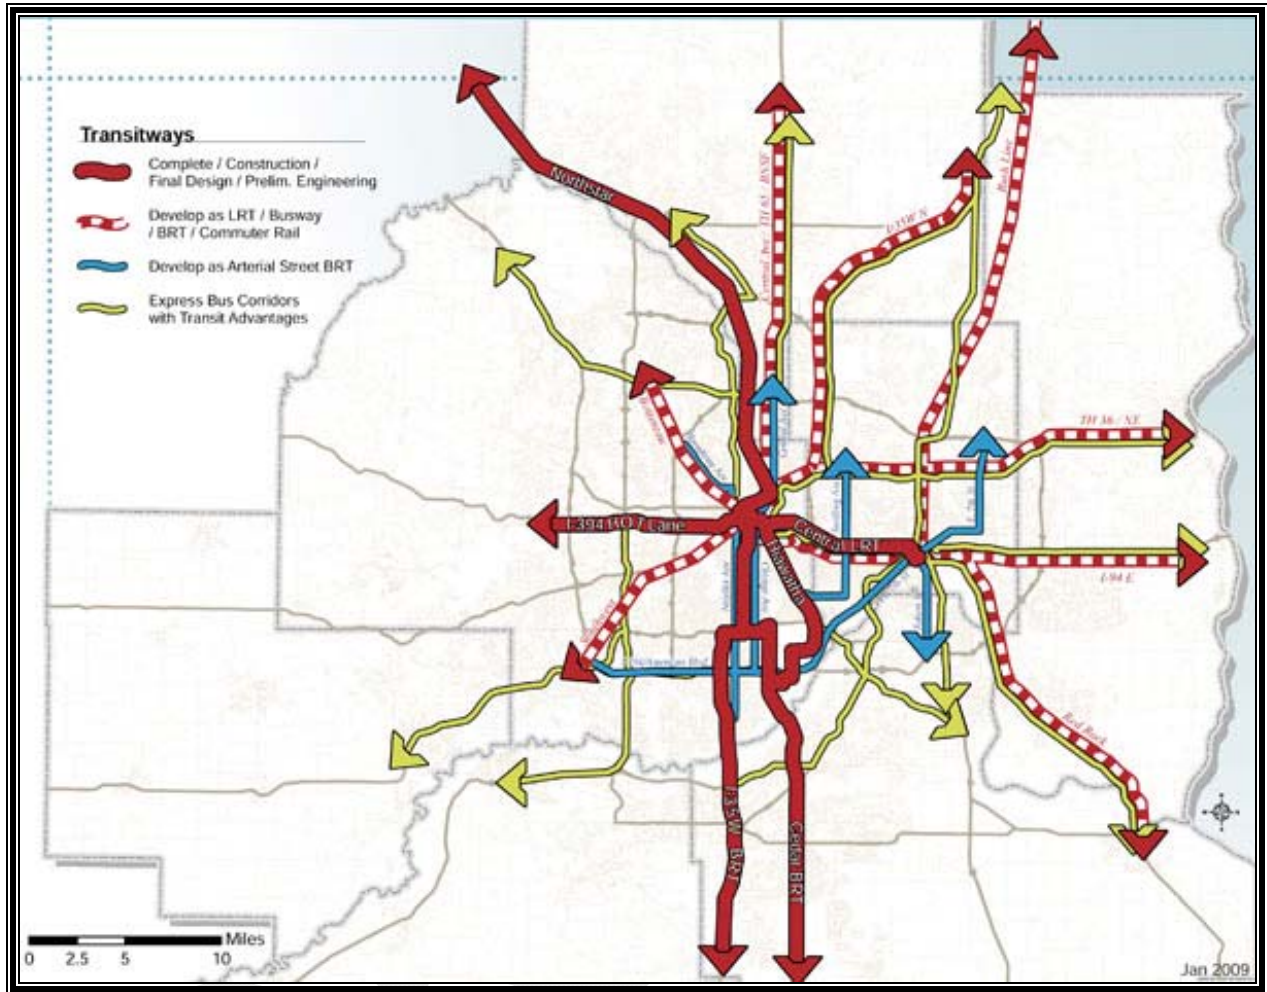 Transitways
Complete / Construction /
Final Design / Prelim. Engineering
Develop as LRT / Busway
/ BRT / Commuter Rail
Develop as Arterial Street BRT
Express Bus Corridors
with Transit Advantages
Northstar
Central Ave / TH 65 / BNSF
I-35W N
Rush Line
TH 36 / NE
I-394 HOT Lane
Central LRT
Hiawatha
I-94 E
American Blvd
Red Rock
I-35W BRT
Cedar BRT
Miles
0 2.5 5 10
Jan 2009